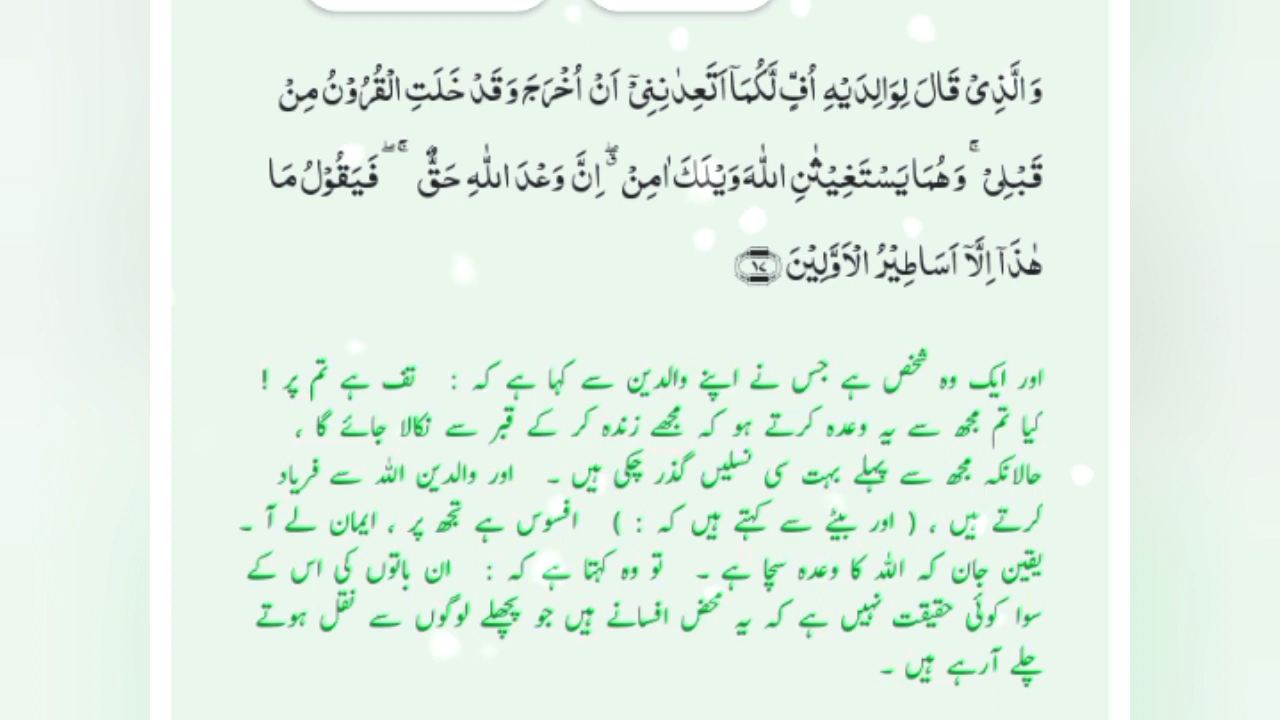 وَالَّذِىۡ قَالَ لِوَالِدَيۡهِ اُفٍّ لَّكُمَاۤ اَتَعِدٰنِنِىۡۤ اَنۡ اُخۡرَجَ وَقَدۡ خَلَتِ الۡقُرُوۡنُ مِنۡ
قَبۡلِىۡ‌ ۚ وَهُمَا يَسۡتَغِيۡثٰنِ اللّٰهَ وَيۡلَكَ اٰمِنۡ ۖۗ اِنَّ وَعۡدَ اللّٰهِ حَقٌّ ۖۚ فَيَقُوۡلُ مَا
هٰذَاۤ اِلَّاۤ اَسَاطِيۡرُ الۡاَوَّلِيۡنَ ‏﴿۱۷﴾
اور ایک وہ شخص ہے جس نے اپنے والدین سے کہا ہے کہ : تف ہے تم پر !
کیا تم مجھ سے یہ وعدہ کرتے ہو کہ مجھے زندہ کر کے قبر سے نکالا جائے گا ،
حالانکہ مجھ سے پہلے بہت سی نسلیں گذر چکی ہیں ۔ اور والدین اللہ سے فریاد
کرتے ہیں ، ( اور بیٹے سے کہتے ہیں کہ : ) افسوس ہے تجھ پر ، ایمان لے آ ۔
یقین جان کہ اللہ کا وعدہ سچا ہے ۔ تو وہ کہتا ہے کہ : ان باتوں کی اس کے
سوا کوئی حقیقت نہیں ہے کہ یہ محض افسانے ہیں جو پچھلے لوگوں سے نقل ہوتے
چلے آرہے ہیں ۔